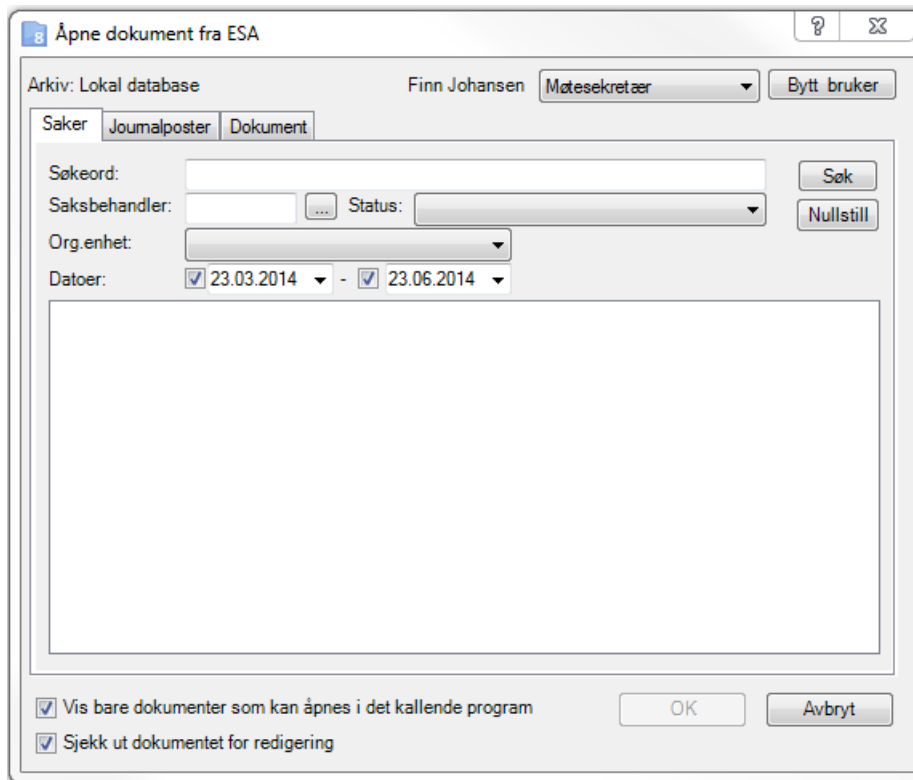 8 Åpne dokument fra ESA
Arkiv: Lokal database Finn Johansen Møtesekretær Bytt bruker
Saker Journalposter Dokument
Søkeord: Søk
Saksbehandler: ... Status: Nullstill
Org.enhet:
Datoer: 23.03.2014 - 23.06.2014
Vis bare dokumenter som kan åpnes i det kallende program OK Avbryt
Sjekk ut dokumentet for redigering